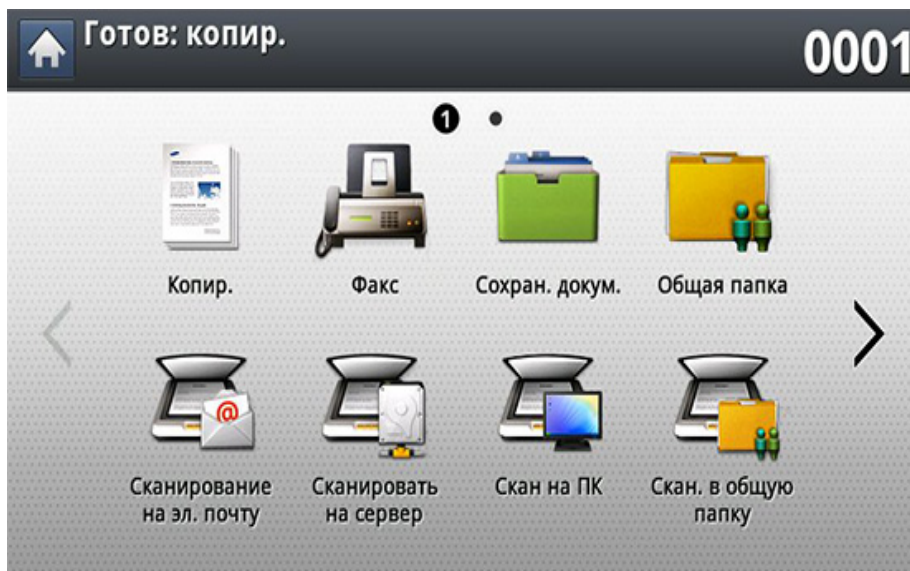 Готов: копир.
0001
1
Копир.
Факс
Сохран. докум.
Общая папка
@
Сканирование
на эл. почту
Сканировать
на сервер
Скан на ПК
Скан. в общую
папку